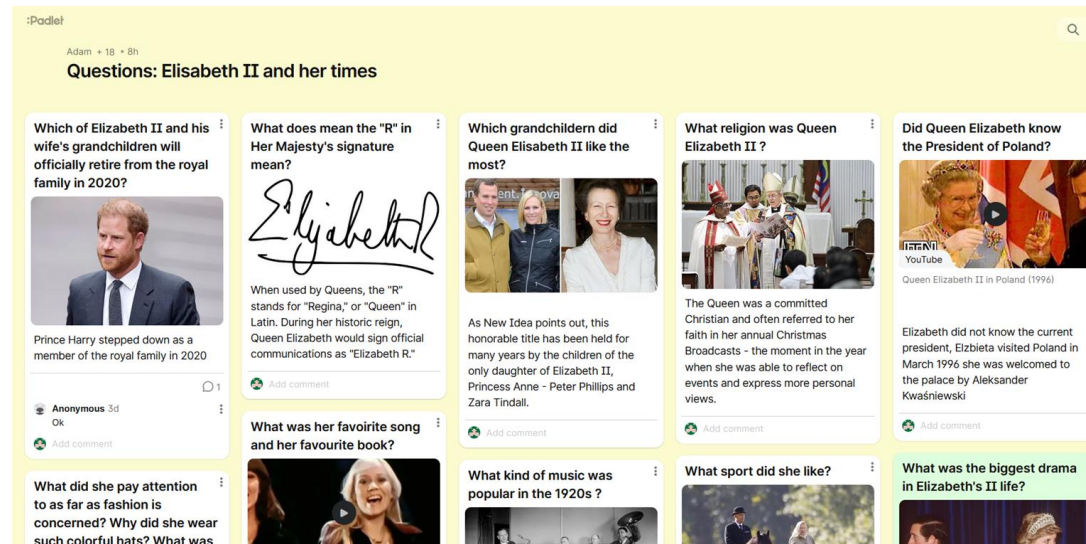 :Padlet
Adam + 18 • 8h
Questions: Elisabeth II and her times
Which of Elizabeth II and his
wife's grandchildren will
officially retire from the royal
family in 2020?
Prince Harry stepped down as a
member of the royal family in 2020
1
Anonymous 3d
Ok
Add comment
What did she pay attention
to as far as fashion is
concerned? Why did she wear
such colorful hats? What was
What does mean the "R" in
Her Majesty's signature
mean?
Elizabeth R
When used by Queens, the "R"
stands for "Regina," or "Queen" in
Latin. During her historic reign,
Queen Elizabeth would sign official
communications as "Elizabeth R."
Add comment
What was her favoirite song
and her favourite book?
Which grandchildern did
Queen Elisabeth II like the
most?
As New Idea points out, this
honorable title has been held for
many years by the children of the
only daughter of Elizabeth II,
Princess Anne - Peter Phillips and
Zara Tindall.
Add comment
What kind of music was
popular in the 1920s ?
What religion was Queen
Elizabeth II ?
The Queen was a committed
Christian and often referred to her
faith in her annual Christmas
Broadcasts - the moment in the year
when she was able to reflect on
events and express more personal
views.
Add comment
What sport did she like?
Did Queen Elizabeth know
the President of Poland?
ITN
YouTube
Queen Elizabeth II in Poland (1996)
Elizabeth did not know the current
president, Elzbieta visited Poland in
March 1996 she was welcomed to
the palace by Aleksander
Kwaśniewski
Add comment
What was the biggest drama
in Elizabeth's II life?